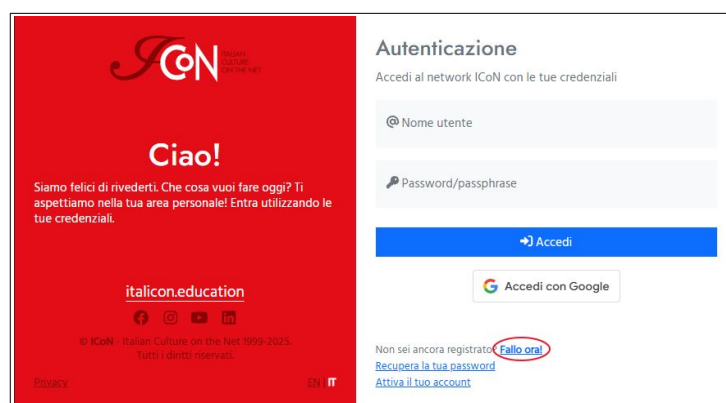 ICoN
ITALIAN
CULTURE
ON THE NET
Ciao!
Siamo felici di rivederti. Che cosa vuoi fare oggi? Ti
aspettiamo nella tua area personale! Entra utilizzando le
tue credenziali.
italicon.education
© ICoN - Italian Culture on the Net 1999-2025.
Tutti i diritti riservati.
Privacy
EN | IT
Autenticazione
Accedi al network ICoN con le tue credenziali
Nome utente
Password/passphrase
Accedi
Accedi con Google
Non sei ancora registrato? Fallo ora!
Recupera la tua password
Attiva il tuo account